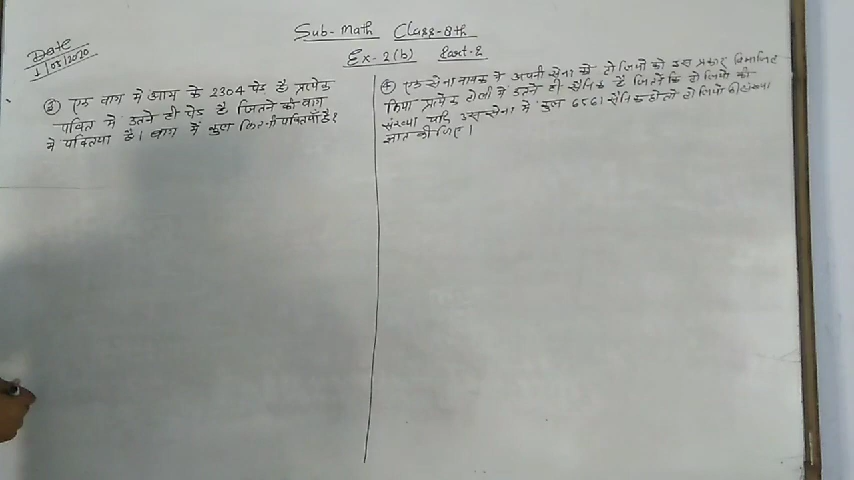 Sub- Math Class-8th
Date
1/08/2020
Ex-2(b) Part-2
③ एक बाग में आम के 2304 पेड़ है प्रत्येक
पंक्ति में उतने ही पेड़ है जितने की बाग
मे पंक्तिया है। बाग में कुल कितनी पंक्तियाँ है?
④ एक सेना नायक ने अपनी सेना को टोलियो को इस प्रकार विभाजित
किया प्रत्येक टोली में उतने ही सैनिक है जितने कि टोलियो की
संख्या यदि उस सेना में कुल 6561 सैनिक हो तो टोलियो की संख्या
ज्ञात कीजिए।